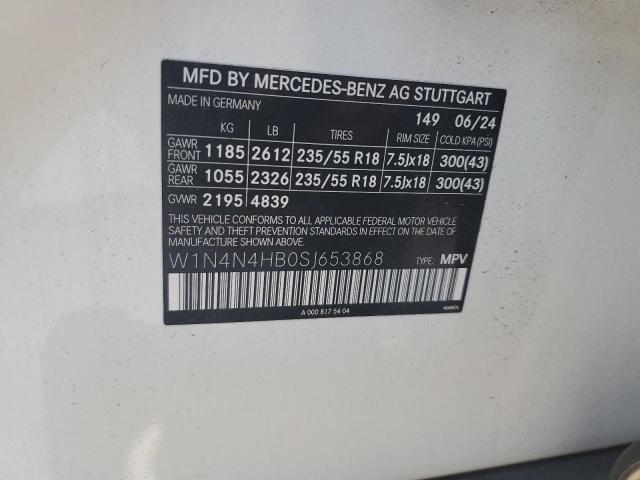 MFD BY MERCEDES-BENZ AG STUTTGART
MADE IN GERMANY 149 06/24
KG LB TIRES RIM SIZE COLD KPA(PSI)
GAWR FRONT 1185 2612 235/55 R18 7.5Jx18 300(43)
GAWR REAR 1055 2326 235/55 R18 7.5Jx18 300(43)
GVWR 2195 4839
THIS VEHICLE CONFORMS TO ALL APPLICABLE FEDERAL MOTOR VEHICLE
SAFETY AND THEFT PREVENTION STANDARDS IN EFFECT ON
THE DATE OF MANUFACTURE SHOWN ABOVE.
W1N4N4HB0SJ653868 TYPE: MPV
A 000 817 54 04